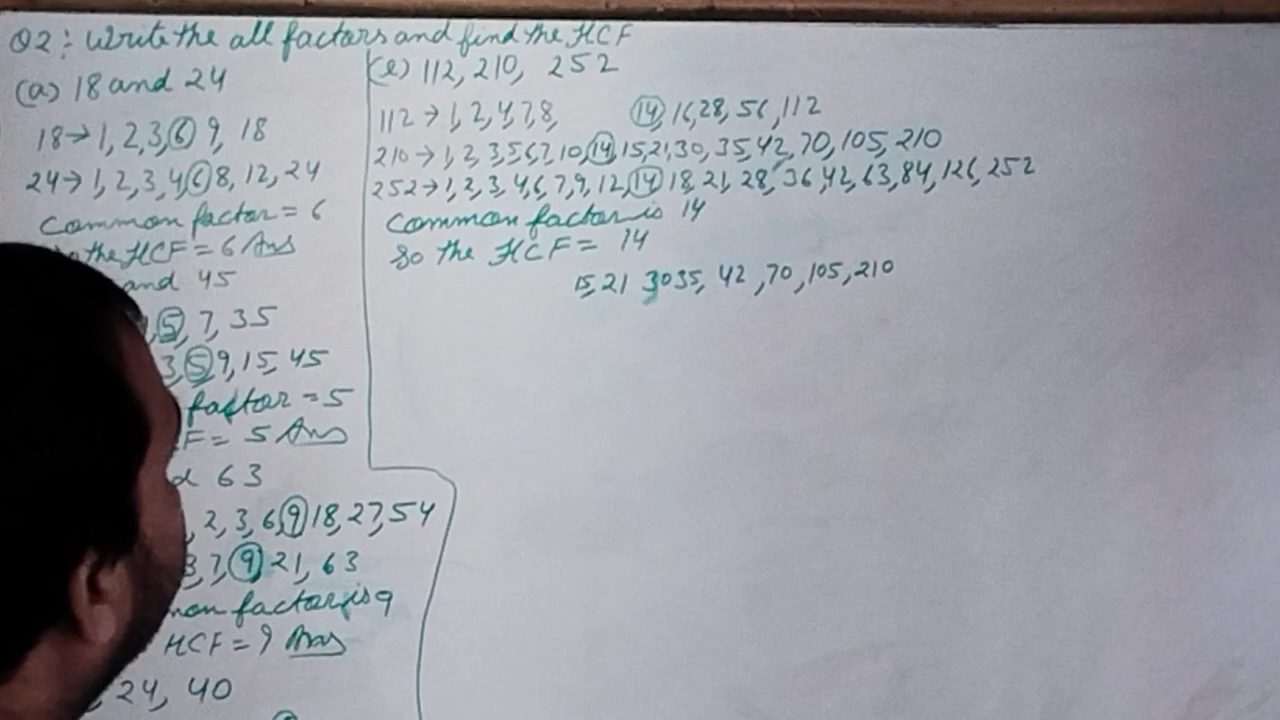 Q2: Write the all factors and find the HCF
(a) 18 and 24
18→ 1, 2, 3, 6 9, 18
24→ 1, 2, 3, 4, 6 8, 12, 24
Common factor = 6
the HCF = 6 Ans
and 45
5, 7, 35
3, 5 9, 15, 45
factor = 5
F = 5 Ans
63
, 2, 3, 6, 9 18, 27, 54
3, 7, 9 21, 63
mon factor is 9
HCF = 9 Ans
, 24, 40
(e) 112, 210, 252
112 → 1, 2, 4, 7, 8, 14, 16, 28, 56, 112
210 → 1, 2, 3, 5 6, 7, 10, 14, 15, 21, 30, 35, 42, 70, 105, 210
252 → 1, 2, 3, 4, 6, 7, 9, 12, 14 18, 21, 28, 36, 42, 63, 84, 126, 252
Common factor is 14
So the HCF = 14
15, 21 30 35, 42, 70, 105, 210